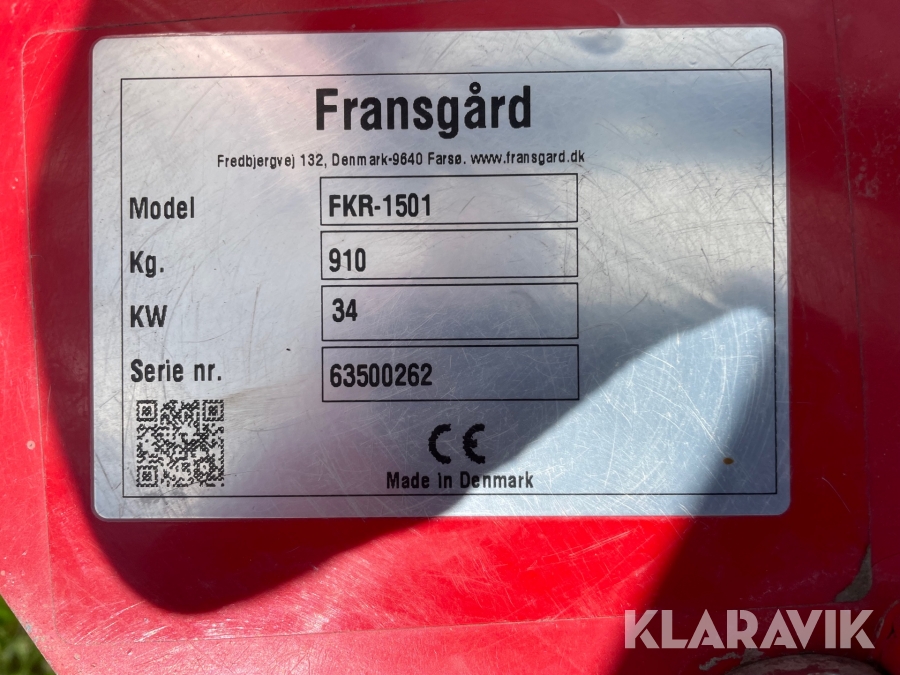 Fransgård
Fredbjergvej 132, Denmark-9640 Farsø. www.fransgard.dk
Model FKR-1501
Kg. 910
KW 34
Serie nr. 63500262
CE
Made in Denmark
KLARAVIK